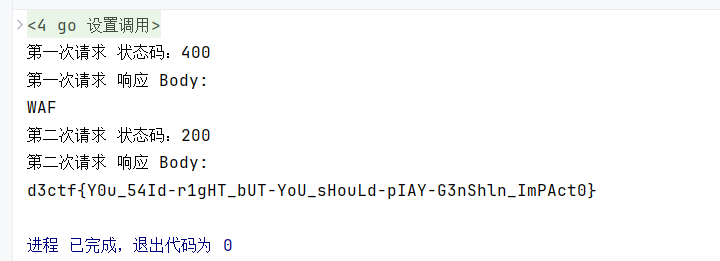 <4 go 设置调用>
第一次请求 状态码：400
第一次请求 响应 Body:
WAF
第二次请求 状态码：200
第二次请求 响应 Body:
d3ctf{Y0u_54Id-r1gHT_bUT-YoU_sHouLd-pIAY-G3nShln_ImPAct0}
进程 已完成，退出代码为 0